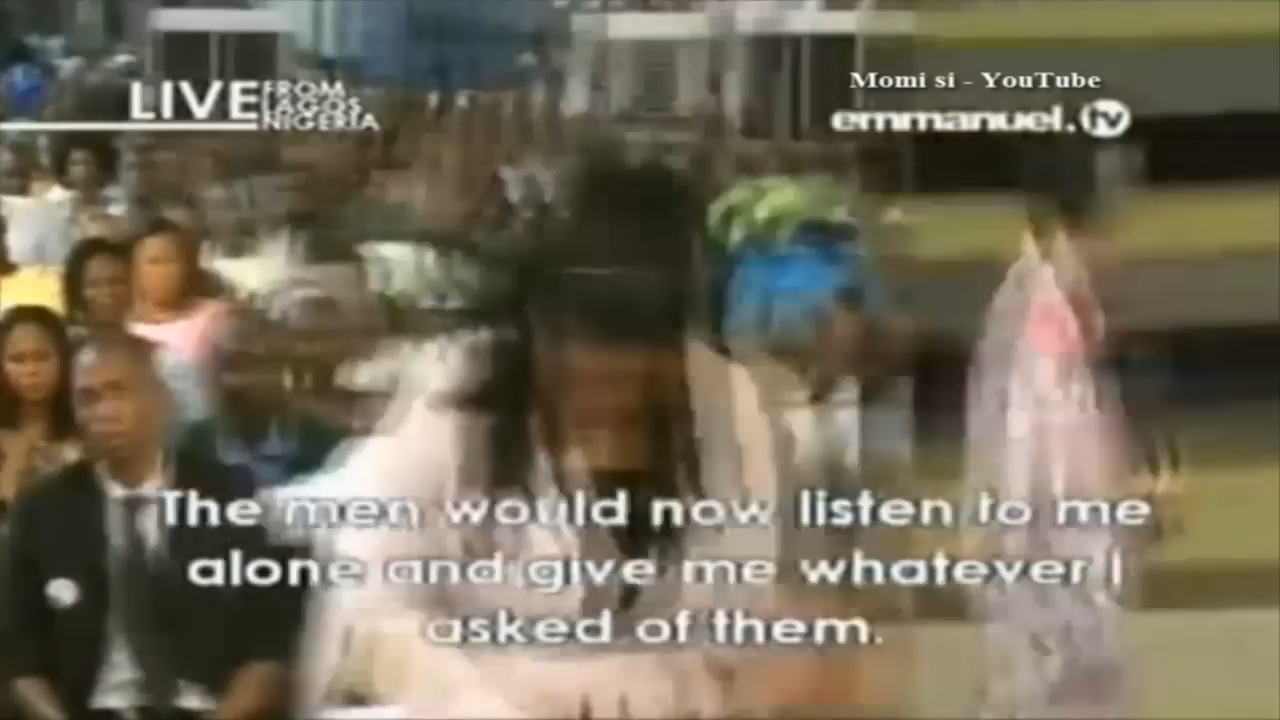 LIVE FROM LAGOS NIGERIA
Momi si - YouTube
emmanuel.tv
The men would now listen to me
alone and give me whatever I
asked of them.